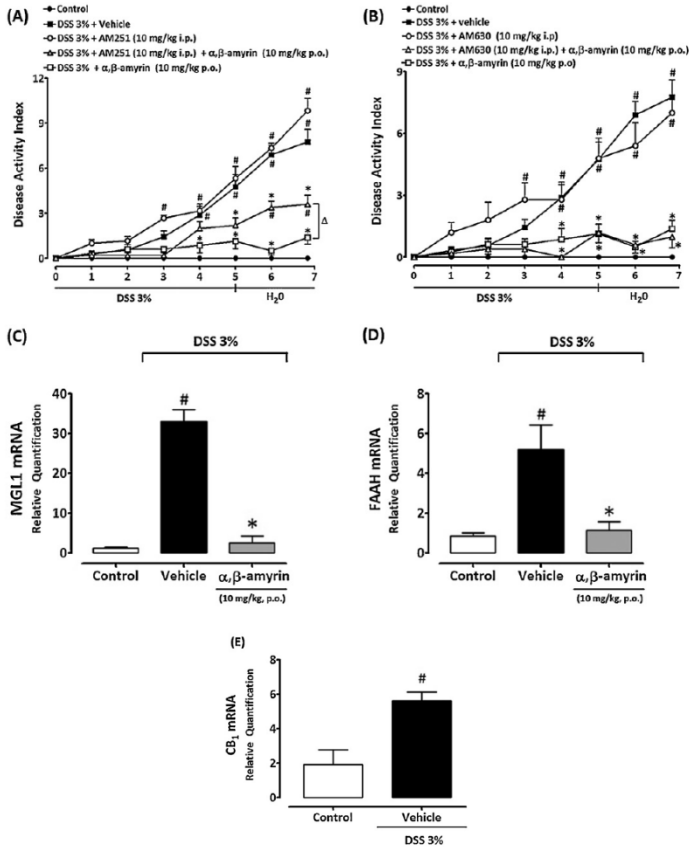 (A)
Control
DSS 3% + Vehicle
DSS 3% + AM251 (10 mg/kg i.p.)
DSS 3% + AM251 (10 mg/kg i.p.) + α,β-amyrin (10 mg/kg p.o.)
DSS 3% + α,β-amyrin (10 mg/kg p.o.)
Disease Activity Index
12
9
6
3
0
# # # # # # # # #
* * * * * * *
# # #
Δ
0 1 2 3 4 5 6 7
DSS 3% H₂0
(B)
Control
DSS 3% + vehicle
DSS 3% + AM630 (10 mg/kg i.p)
DSS 3% + AM630 (10 mg/kg i.p.) + α,β-amyrin (10 mg/kg p.o.)
DSS 3% + α,β-amyrin (10 mg/kg p.o)
Disease Activity Index
9
6
3
0
# # # # # # # # #
* * * * * * * *
0 1 2 3 4 5 6 7
DSS 3% H₂0
(C)
DSS 3%
MGL1 mRNA
Relative Quantification
40
30
20
10
0
#
*
Control Vehicle α,β-amyrin
(10 mg/kg, p.o.)
(D)
DSS 3%
FAAH mRNA
Relative Quantification
8
6
4
2
0
#
*
Control Vehicle α,β-amyrin
(10 mg/kg, p.o.)
(E)
CB₁ mRNA
Relative Quantification
8
6
4
2
0
#
Control Vehicle
DSS 3%